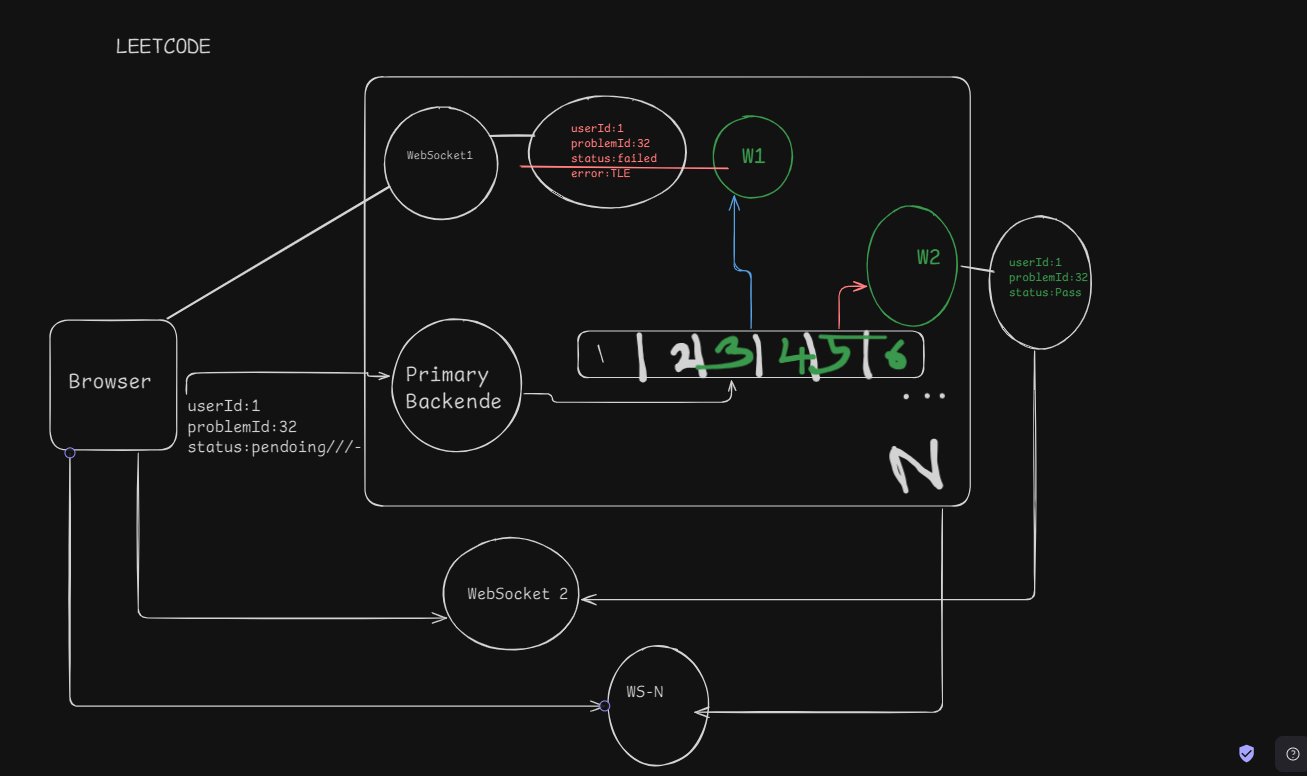 LEETCODE
WebSocket1
userId:1
problemId:32
status:failed
error:TLE
W1
W2
userId:1
problemId:32
status:Pass
Browser
userId:1
problemId:32
status:pendoing///-
Primary
Backende
1 | 2 | 3 | 4 | 5 | 6
...
N
WebSocket 2
WS-N